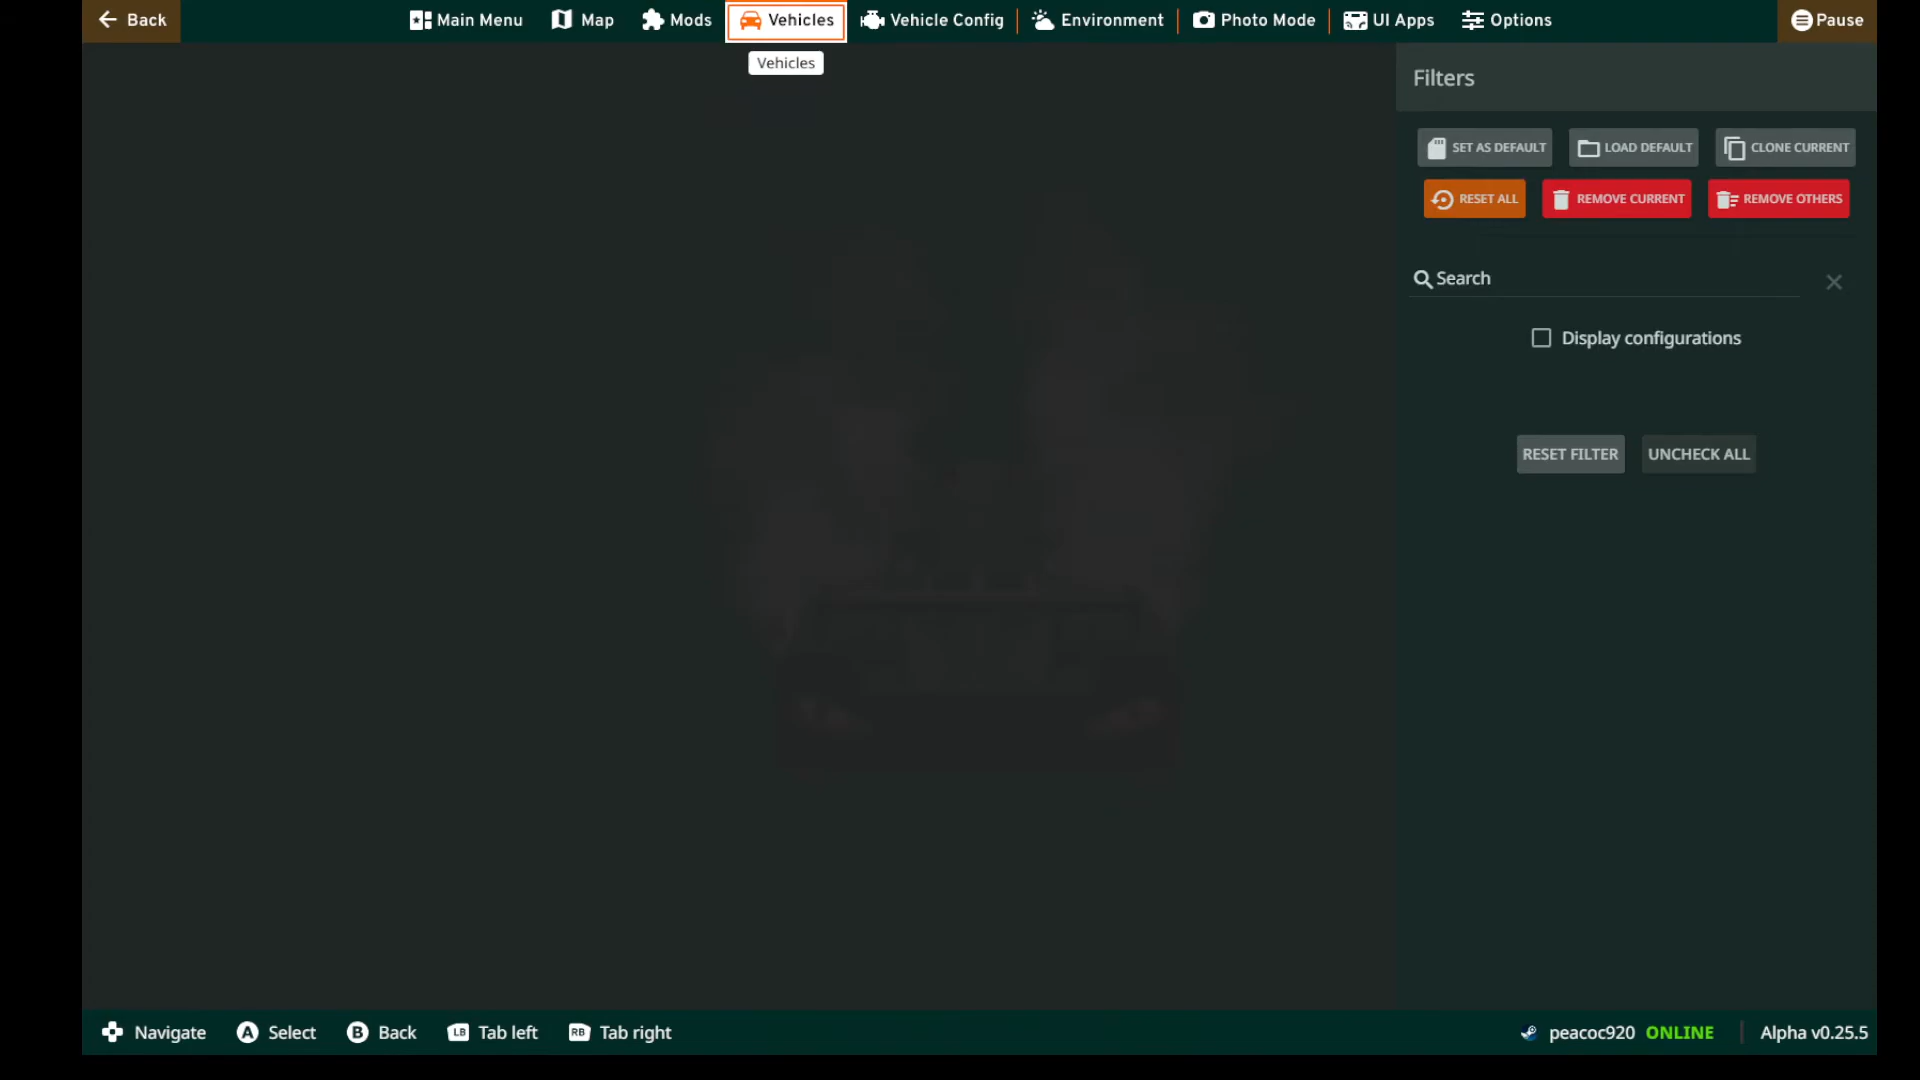 Back
Main Menu
Map
Mods
Vehicles
Vehicle Config
Environment
Photo Mode
UI Apps
Options
Pause
Vehicles
Filters
SET AS DEFAULT
LOAD DEFAULT
CLONE CURRENT
RESET ALL
REMOVE CURRENT
REMOVE OTHERS
Search
Display configurations
RESET FILTER
UNCHECK ALL
Navigate
A Select
B Back
LB Tab left
RB Tab right
peacoc920 ONLINE
Alpha v0.25.5